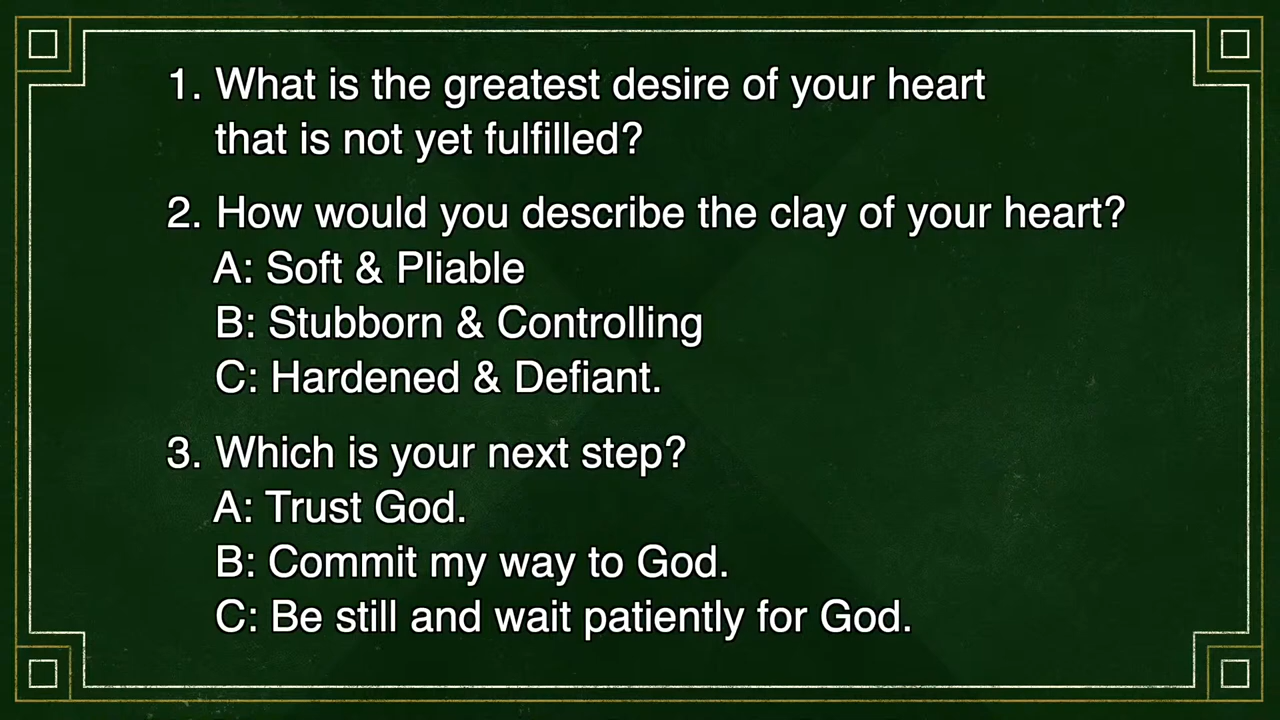 1. What is the greatest desire of your heart
that is not yet fulfilled?
2. How would you describe the clay of your heart?
A: Soft & Pliable
B: Stubborn & Controlling
C: Hardened & Defiant.
3. Which is your next step?
A: Trust God.
B: Commit my way to God.
C: Be still and wait patiently for God.